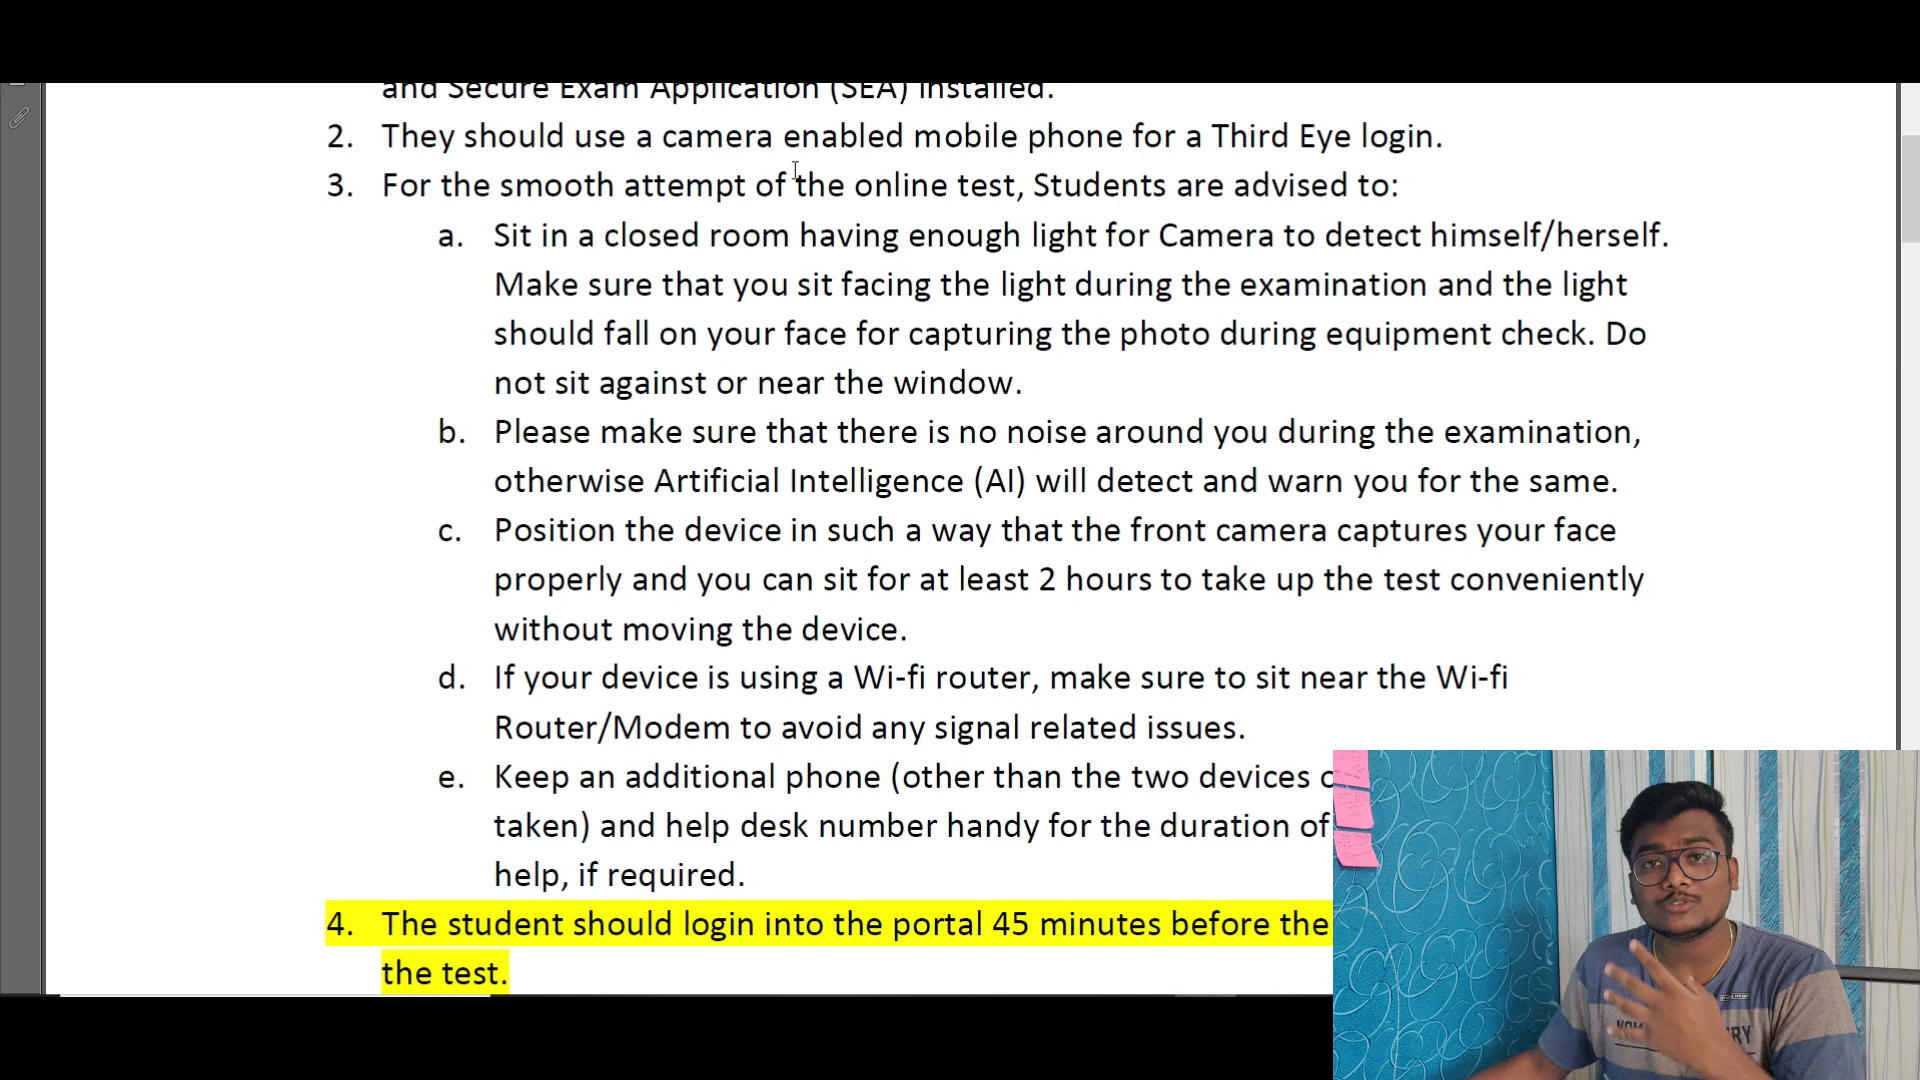 and Secure Exam Application (SEA) installed.
2. They should use a camera enabled mobile phone for a Third Eye login.
3. For the smooth attempt of the online test, Students are advised to:
a. Sit in a closed room having enough light for Camera to detect himself/herself.
Make sure that you sit facing the light during the examination and the light
should fall on your face for capturing the photo during equipment check. Do
not sit against or near the window.
b. Please make sure that there is no noise around you during the examination,
otherwise Artificial Intelligence (AI) will detect and warn you for the same.
c. Position the device in such a way that the front camera captures your face
properly and you can sit for at least 2 hours to take up the test conveniently
without moving the device.
d. If your device is using a Wi-fi router, make sure to sit near the Wi-fi
Router/Modem to avoid any signal related issues.
e. Keep an additional phone (other than the two devices
taken) and help desk number handy for the duration of
help, if required.
4. The student should login into the portal 45 minutes before the
the test.